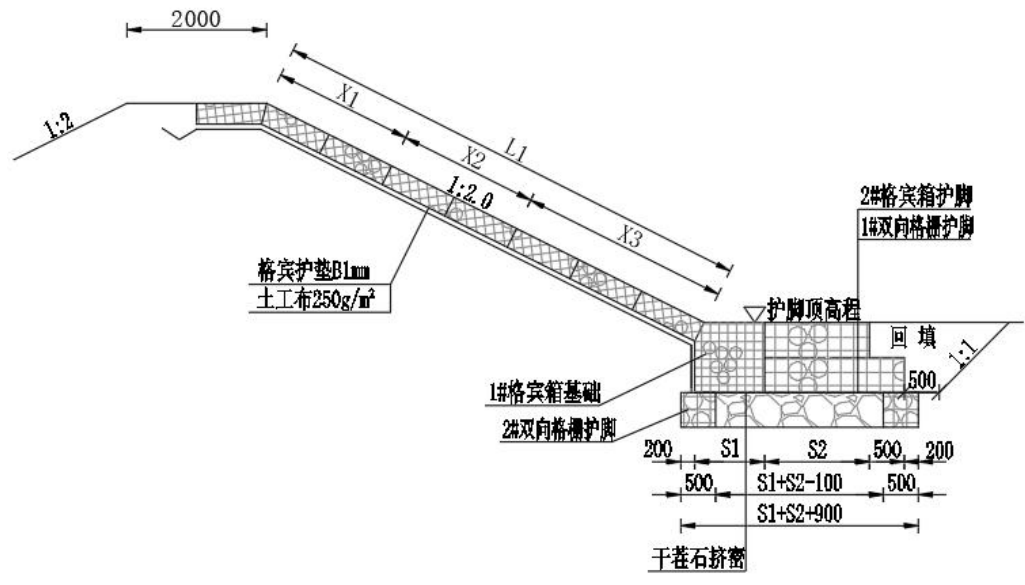 2000
1:2
X1
L1
X2
1:2.0
X3
2#格宾箱护脚
1#双向格栅护脚
格宾护垫B1mm
土工布250g/m²
护脚顶高程
回 填
1:1
500
1#格宾箱基础
2#双向格栅护脚
200
S1
S2
500
200
500
S1+S2-100
500
S1+S2+900
干茬石挤密